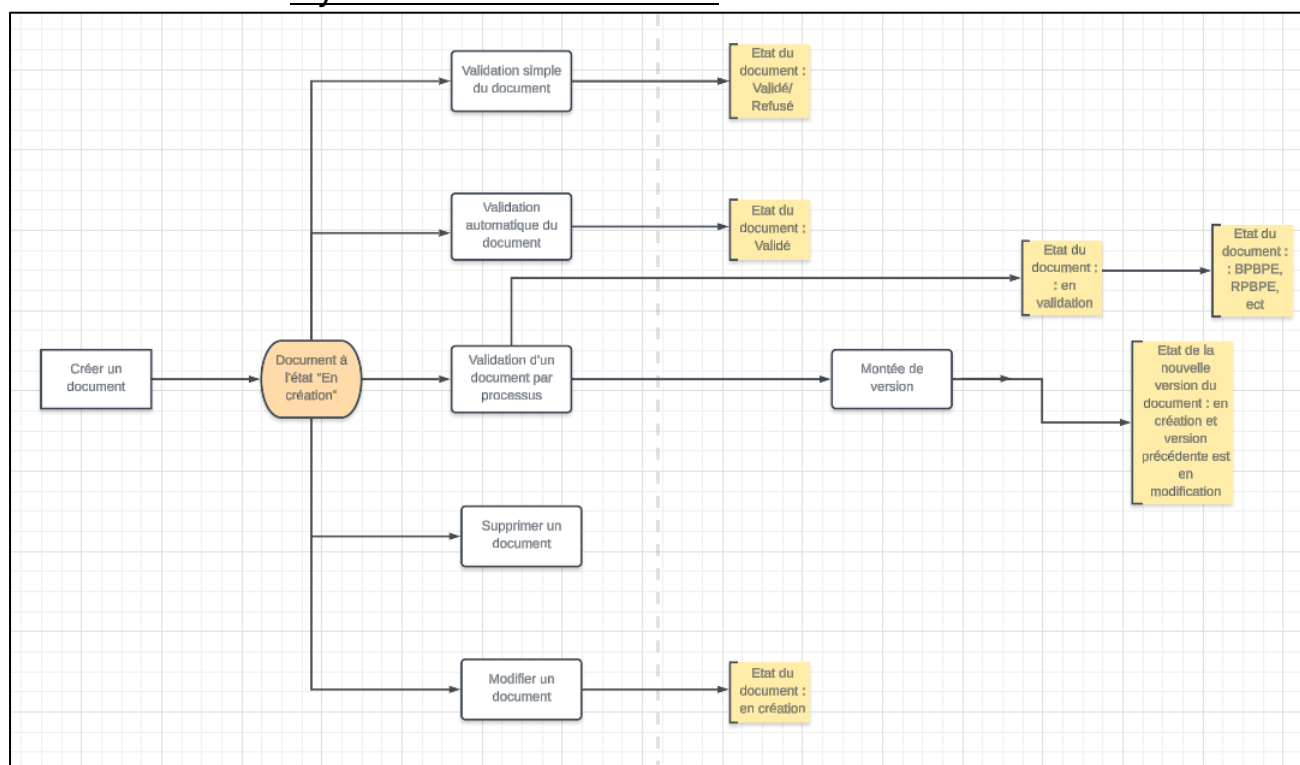 Validation simple
du document
Etat du
document :
Validé/
Refusé
Validation
automatique du
document
Etat du
document :
Validé
Etat du
document :
: en
validation
Etat du
document :
: BPBPE,
RPBPE,
ect
Créer un
document
Document à
l'état "En
création"
Validation d'un
document par
processus
Montée de
version
Etat de la
nouvelle
version du
document : en
création et
version
précédente est
en
modification
Supprimer un
document
Modifier un
document
Etat du
document :
en création